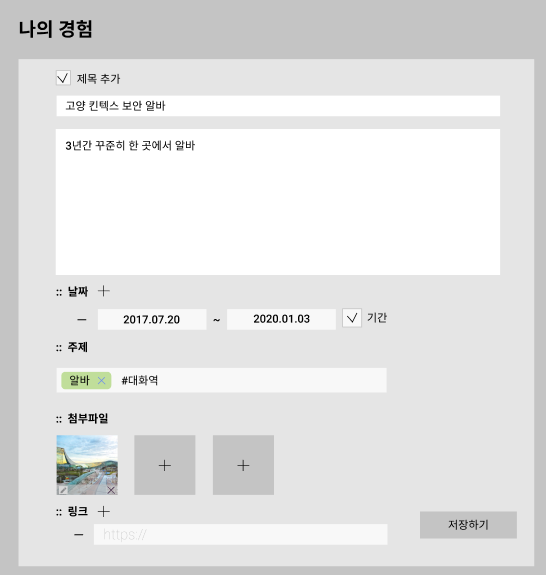 나의 경험
제목 추가
고양 킨텍스 보안 알바
3년간 꾸준히 한 곳에서 알바
:: 날짜 +
– 2017.07.20 ~ 2020.01.03 기간
:: 주제
알바 × #대화역
:: 첨부파일
+ +
:: 링크 +
– https://
저장하기